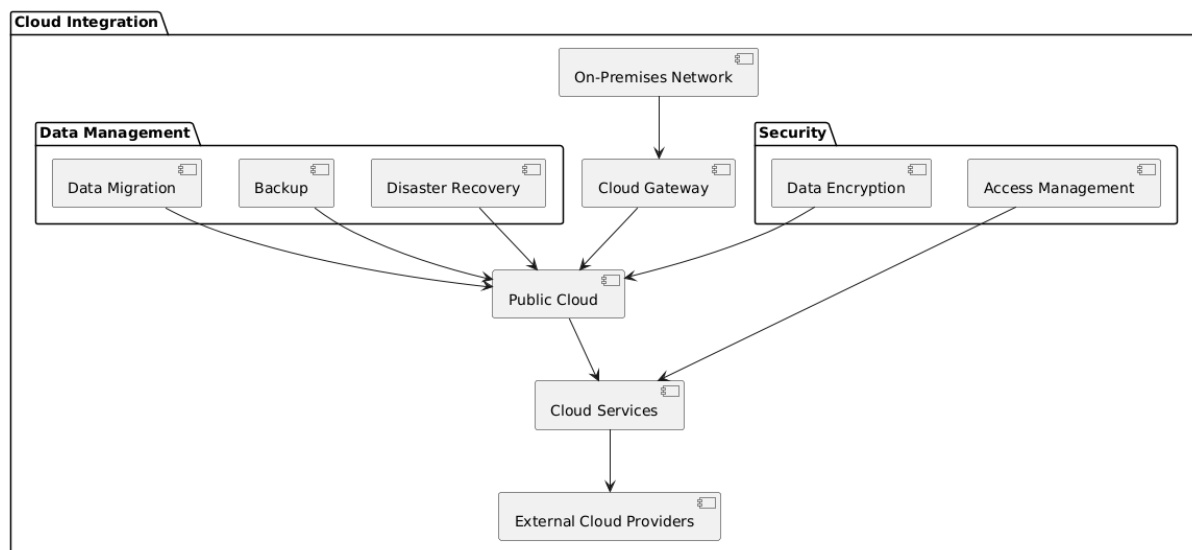 Cloud Integration
On-Premises Network
Data Management
Security
Data Migration
Backup
Disaster Recovery
Cloud Gateway
Data Encryption
Access Management
Public Cloud
Cloud Services
External Cloud Providers